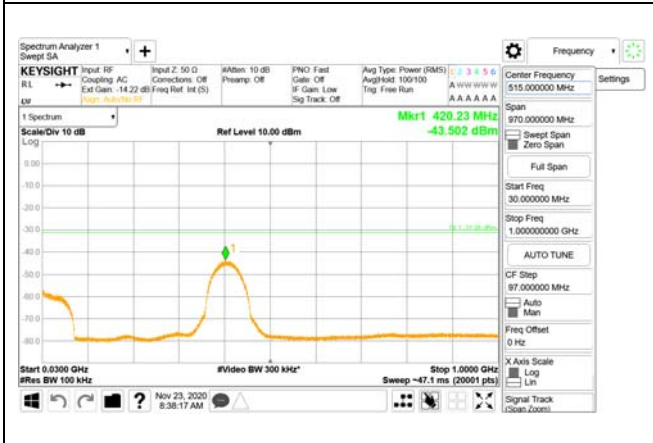 Spectrum Analyzer 1
Swept SA
+
Frequency
KEYSIGHT Input: RF Input Z: 50 Ω #Atten: 10 dB PNO: Fast Avg Type: Power (RMS) 1 2 3 4 5 6
RL Coupling: AC Corrections: Off Preamp: Off Gate: Off Avg|Hold: 100/100 A W W W W W
Ext Gain: -14.22 dB Freq Ref: Int (S) IF Gain: Low Trig: Free Run
Align: Auto/No RF Sig Track: Off A A A A A A
1 Spectrum
Mkr1 420.23 MHz
Scale/Div 10 dB Ref Level 10.00 dBm -43.502 dBm
Log
0.00
-10.0
-20.0
-30.0
-40.0
-50.0
-60.0
-70.0
-80.0
1
Start 0.0300 GHz #Video BW 300 kHz* Stop 1.0000 GHz
#Res BW 100 kHz Sweep ~47.1 ms (20001 pts)
? Nov 23, 2020
8:38:17 AM
Center Frequency
515.000000 MHz
Settings
Span
970.000000 MHz
Swept Span
Zero Span
Full Span
Start Freq
30.000000 MHz
Stop Freq
1.000000000 GHz
AUTO TUNE
CF Step
97.000000 MHz
Auto
Man
Freq Offset
0 Hz
X Axis Scale
Log
Lin
Signal Track
(Span Zoom)